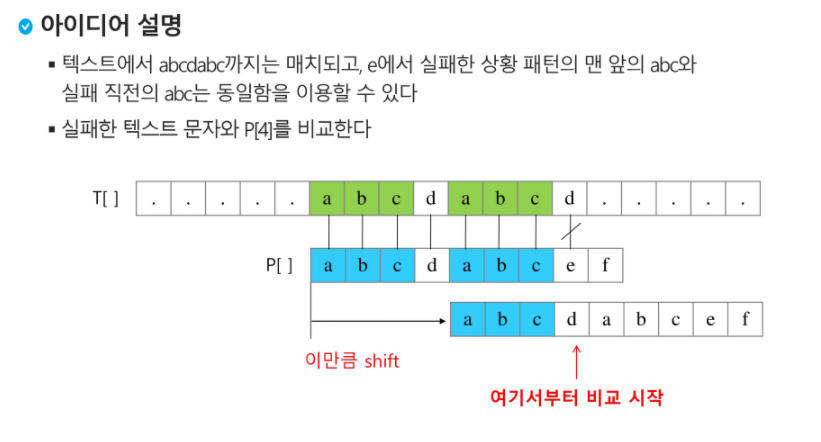 아이디어 설명
▪ 텍스트에서 abcdabc까지는 매치되고, e에서 실패한 상황 패턴의 맨 앞의 abc와
실패 직전의 abc는 동일함을 이용할 수 있다
▪ 실패한 텍스트 문자와 P[4]를 비교한다
T[ ] . . . . . a b c d a b c d . . . . .
P[ ] a b c d a b c e f
a b c d a b c e f
이만큼 shift
여기서부터 비교 시작